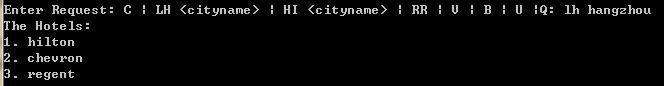 Enter Request: C ¦ LH <cityname> ¦ HI <cityname> ¦ RR ¦ V ¦ B ¦ U ¦Q: lh hangzhou
The Hotels:
1. hilton
2. chevron
3. regent